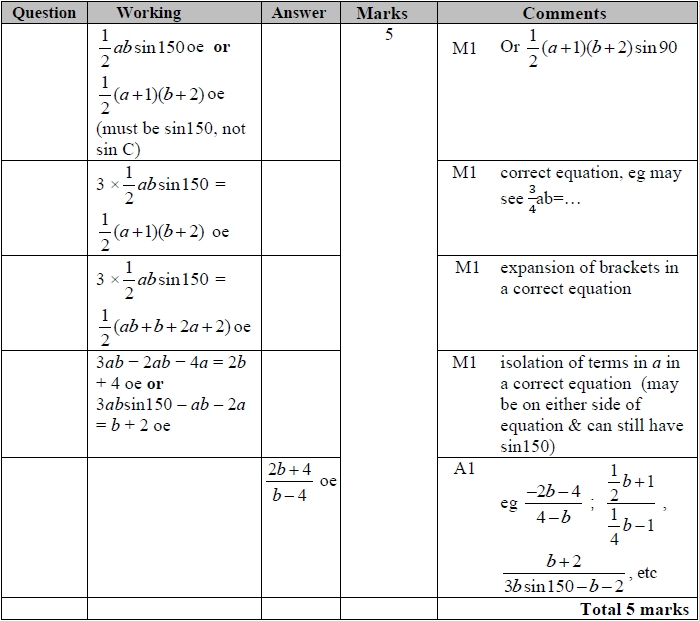 Question Working Answer Marks Comments
1/2 ab sin150 oe or
1/2 (a+1)(b+2) oe
(must be sin150, not
sin C)
5
M1 Or 1/2 (a+1)(b+2)sin90
3 × 1/2 ab sin150 =
1/2 (a+1)(b+2) oe
M1 correct equation, eg may
see 3/4 ab=…
3 × 1/2 ab sin150 =
1/2 (ab+b+2a+2) oe
M1 expansion of brackets in
a correct equation
3ab − 2ab − 4a = 2b
+ 4 oe or
3absin150 – ab – 2a
= b + 2 oe
M1 isolation of terms in a in
a correct equation (may
be on either side of
equation & can still have
sin150)
(2b+4)/(b−4) oe
A1
eg (−2b−4)/(4−b) ; (1/2 b+1)/(1/4 b−1) ,
(b+2)/(3b sin150−b−2) , etc
Total 5 marks